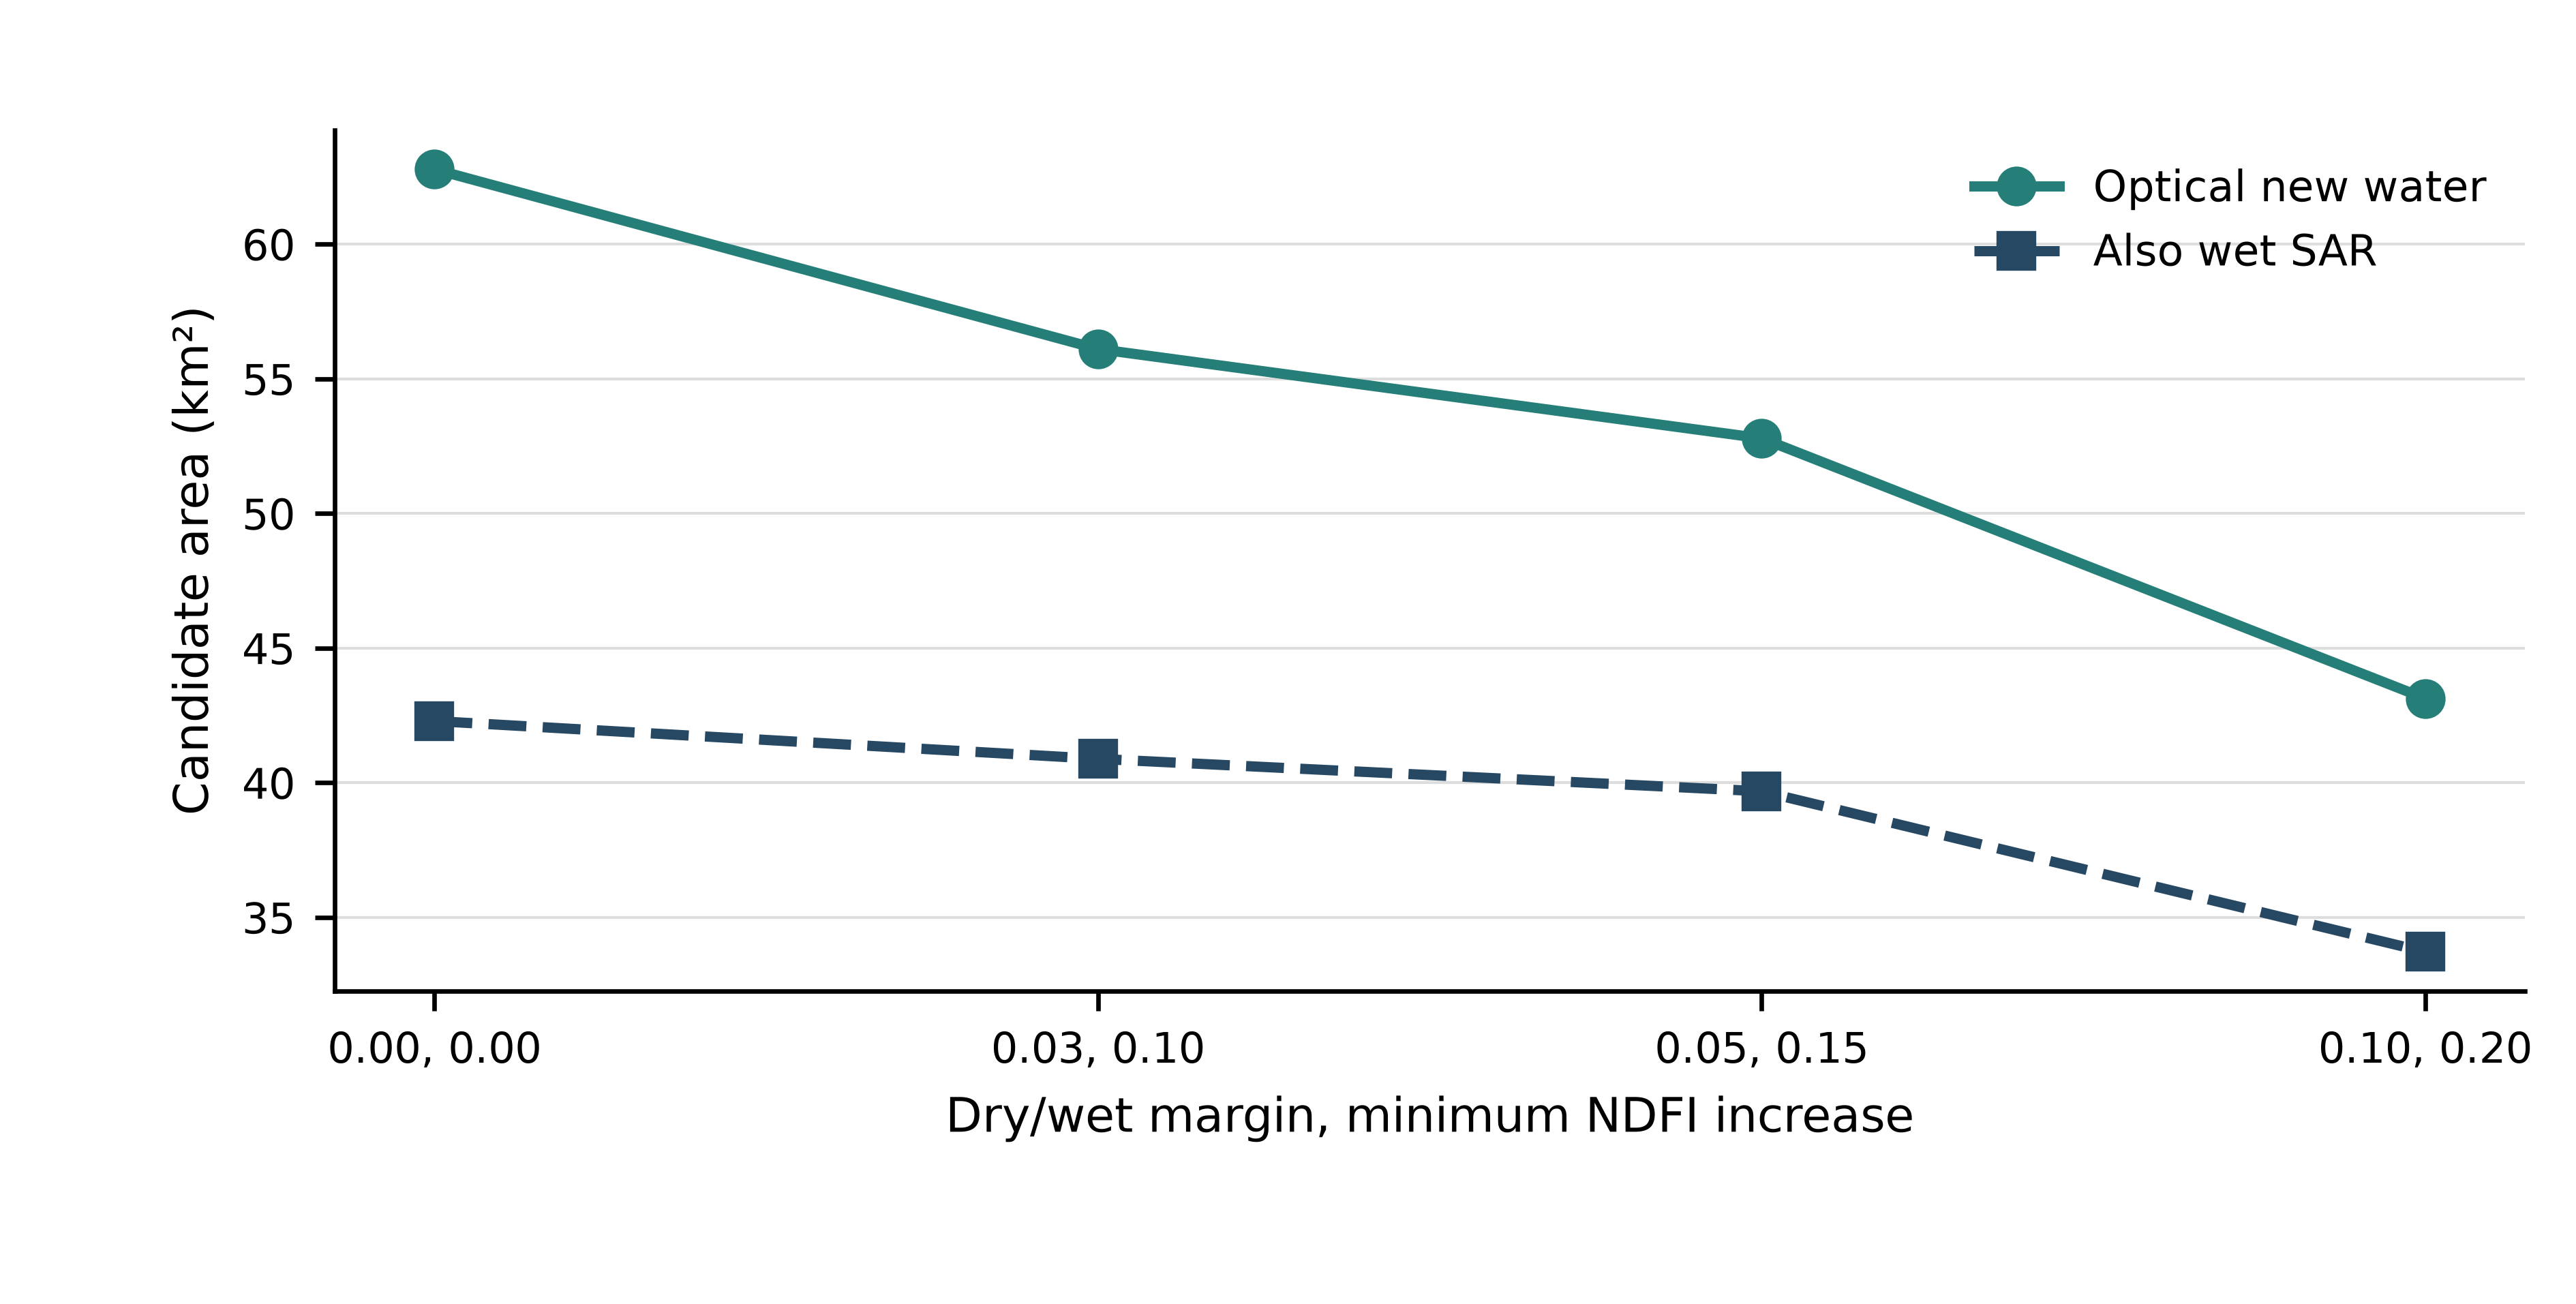 Optical new water
Also wet SAR
Candidate area (km²)
60
55
50
45
40
35
0.00, 0.00
0.03, 0.10
0.05, 0.15
0.10, 0.20
Dry/wet margin, minimum NDFI increase